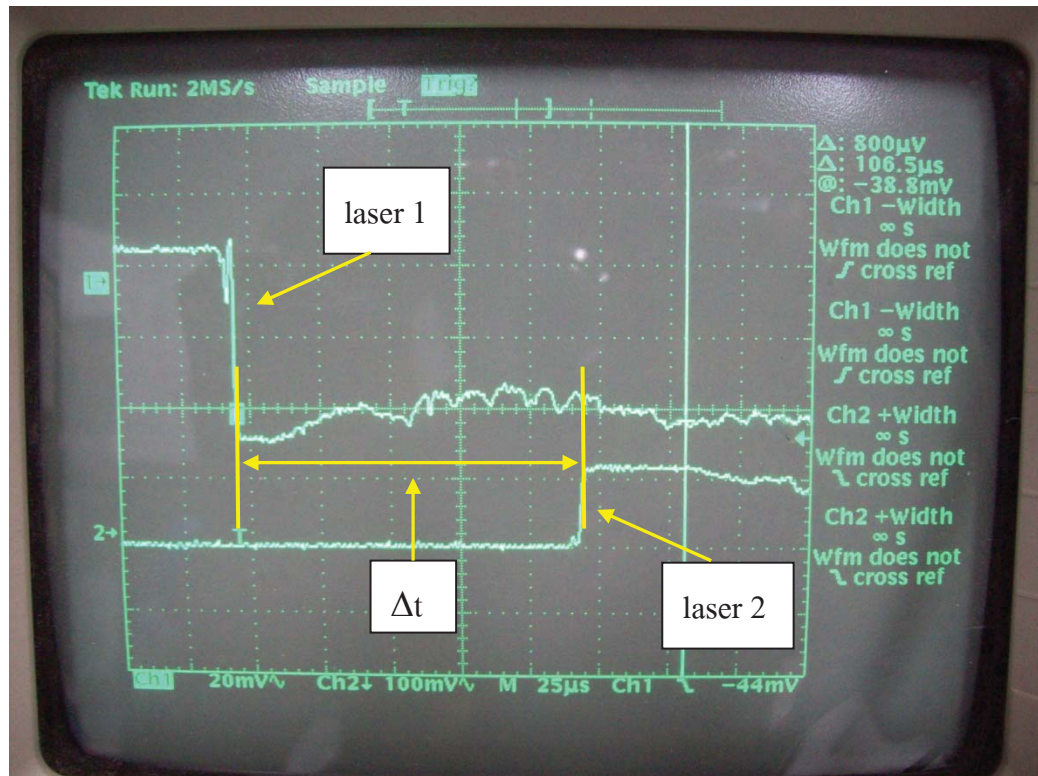 Tek Run: 2MS/s Sample Trig?
[ T ]
Δ: 800µV
Δ: 106.5µs
@: −38.8mV
Ch1 −Width
∞ s
Wfm does not
ʃ cross ref
Ch1 −Width
∞ s
Wfm does not
ʃ cross ref
Ch2 +Width
∞ s
Wfm does not
cross ref
Ch2 +Width
∞ s
Wfm does not
cross ref
laser 1
1→
2→
T
Δt
laser 2
Ch1 20mV∿ Ch2↓ 100mV∿ M 25µs Ch1 −44mV